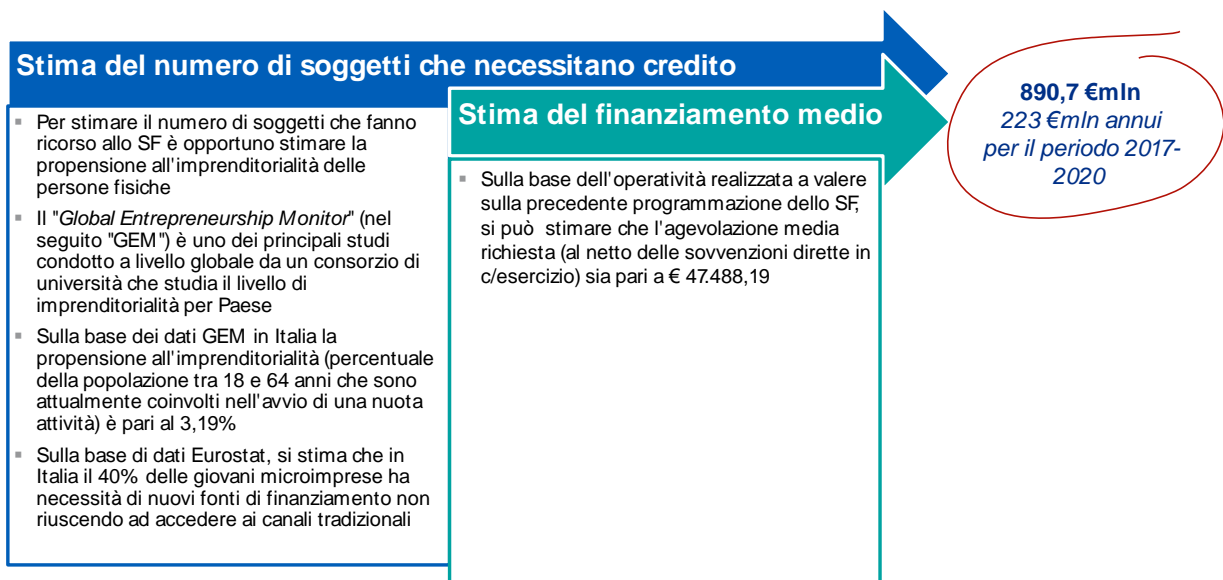 Stima del numero di soggetti che necessitano credito
Per stimare il numero di soggetti che fanno
ricorso allo SF è opportuno stimare la
propensione all'imprenditorialità delle
persone fisiche
Il "Global Entrepreneurship Monitor" (nel
seguito "GEM") è uno dei principali studi
condotto a livello globale da un consorzio di
università che studia il livello di
imprenditorialità per Paese
Sulla base dei dati GEM in Italia la
propensione all'imprenditorialità (percentuale
della popolazione tra 18 e 64 anni che sono
attualmente coinvolti nell'avvio di una nuota
attività) è pari al 3,19%
Sulla base di dati Eurostat, si stima che in
Italia il 40% delle giovani microimprese ha
necessità di nuovi fonti di finanziamento non
riuscendo ad accedere ai canali tradizionali
Stima del finanziamento medio
Sulla base dell'operatività realizzata a valere
sulla precedente programmazione dello SF,
si può stimare che l'agevolazione media
richiesta (al netto delle sovvenzioni dirette in
c/esercizio) sia pari a € 47.488,19
890,7 €mln
223 €mln annui
per il periodo 2017-
2020